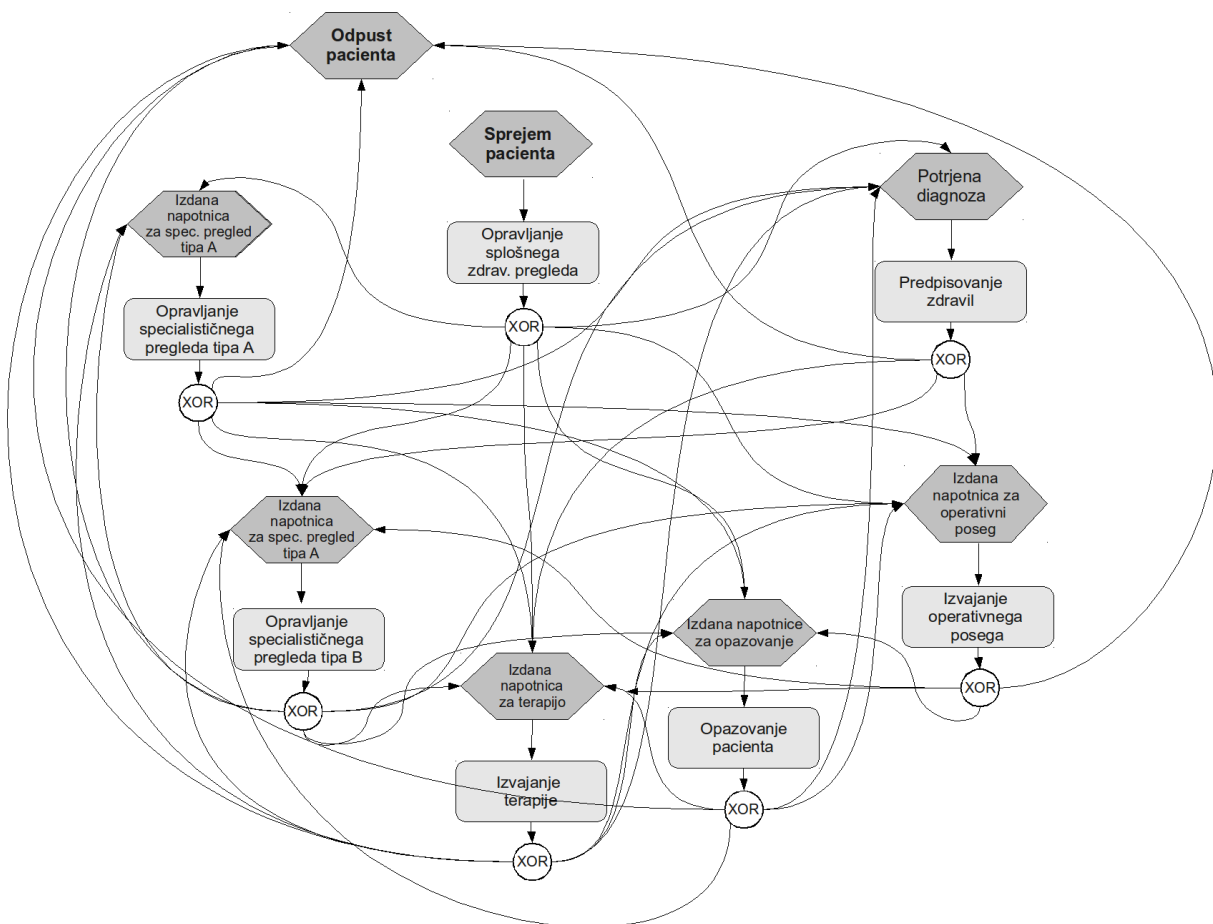 Odpust
pacienta
Sprejem
pacienta
Potrjena
diagnoza
Izdana
napotnica
za spec. pregled
tipa A
Opravljanje
splošnega
zdrav. pregleda
Predpisovanje
zdravil
Opravljanje
specialističnega
pregleda tipa A
XOR
XOR
XOR
Izdana
napotnica
za spec. pregled
tipa A
Izdana
napotnica za
operativni
poseg
Opravljanje
specialističnega
pregleda tipa B
Izdana napotnice
za opazovanje
Izvajanje
operativnega
posega
Izdana
napotnica
za terapijo
XOR
XOR
Opazovanje
pacienta
Izvajanje
terapije
XOR
XOR